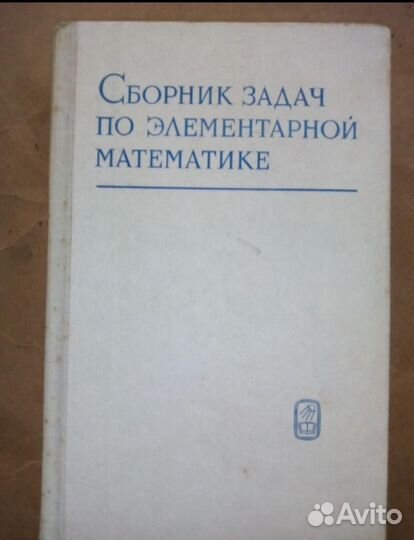 Сборник задач
по элементарной
математике
Avito